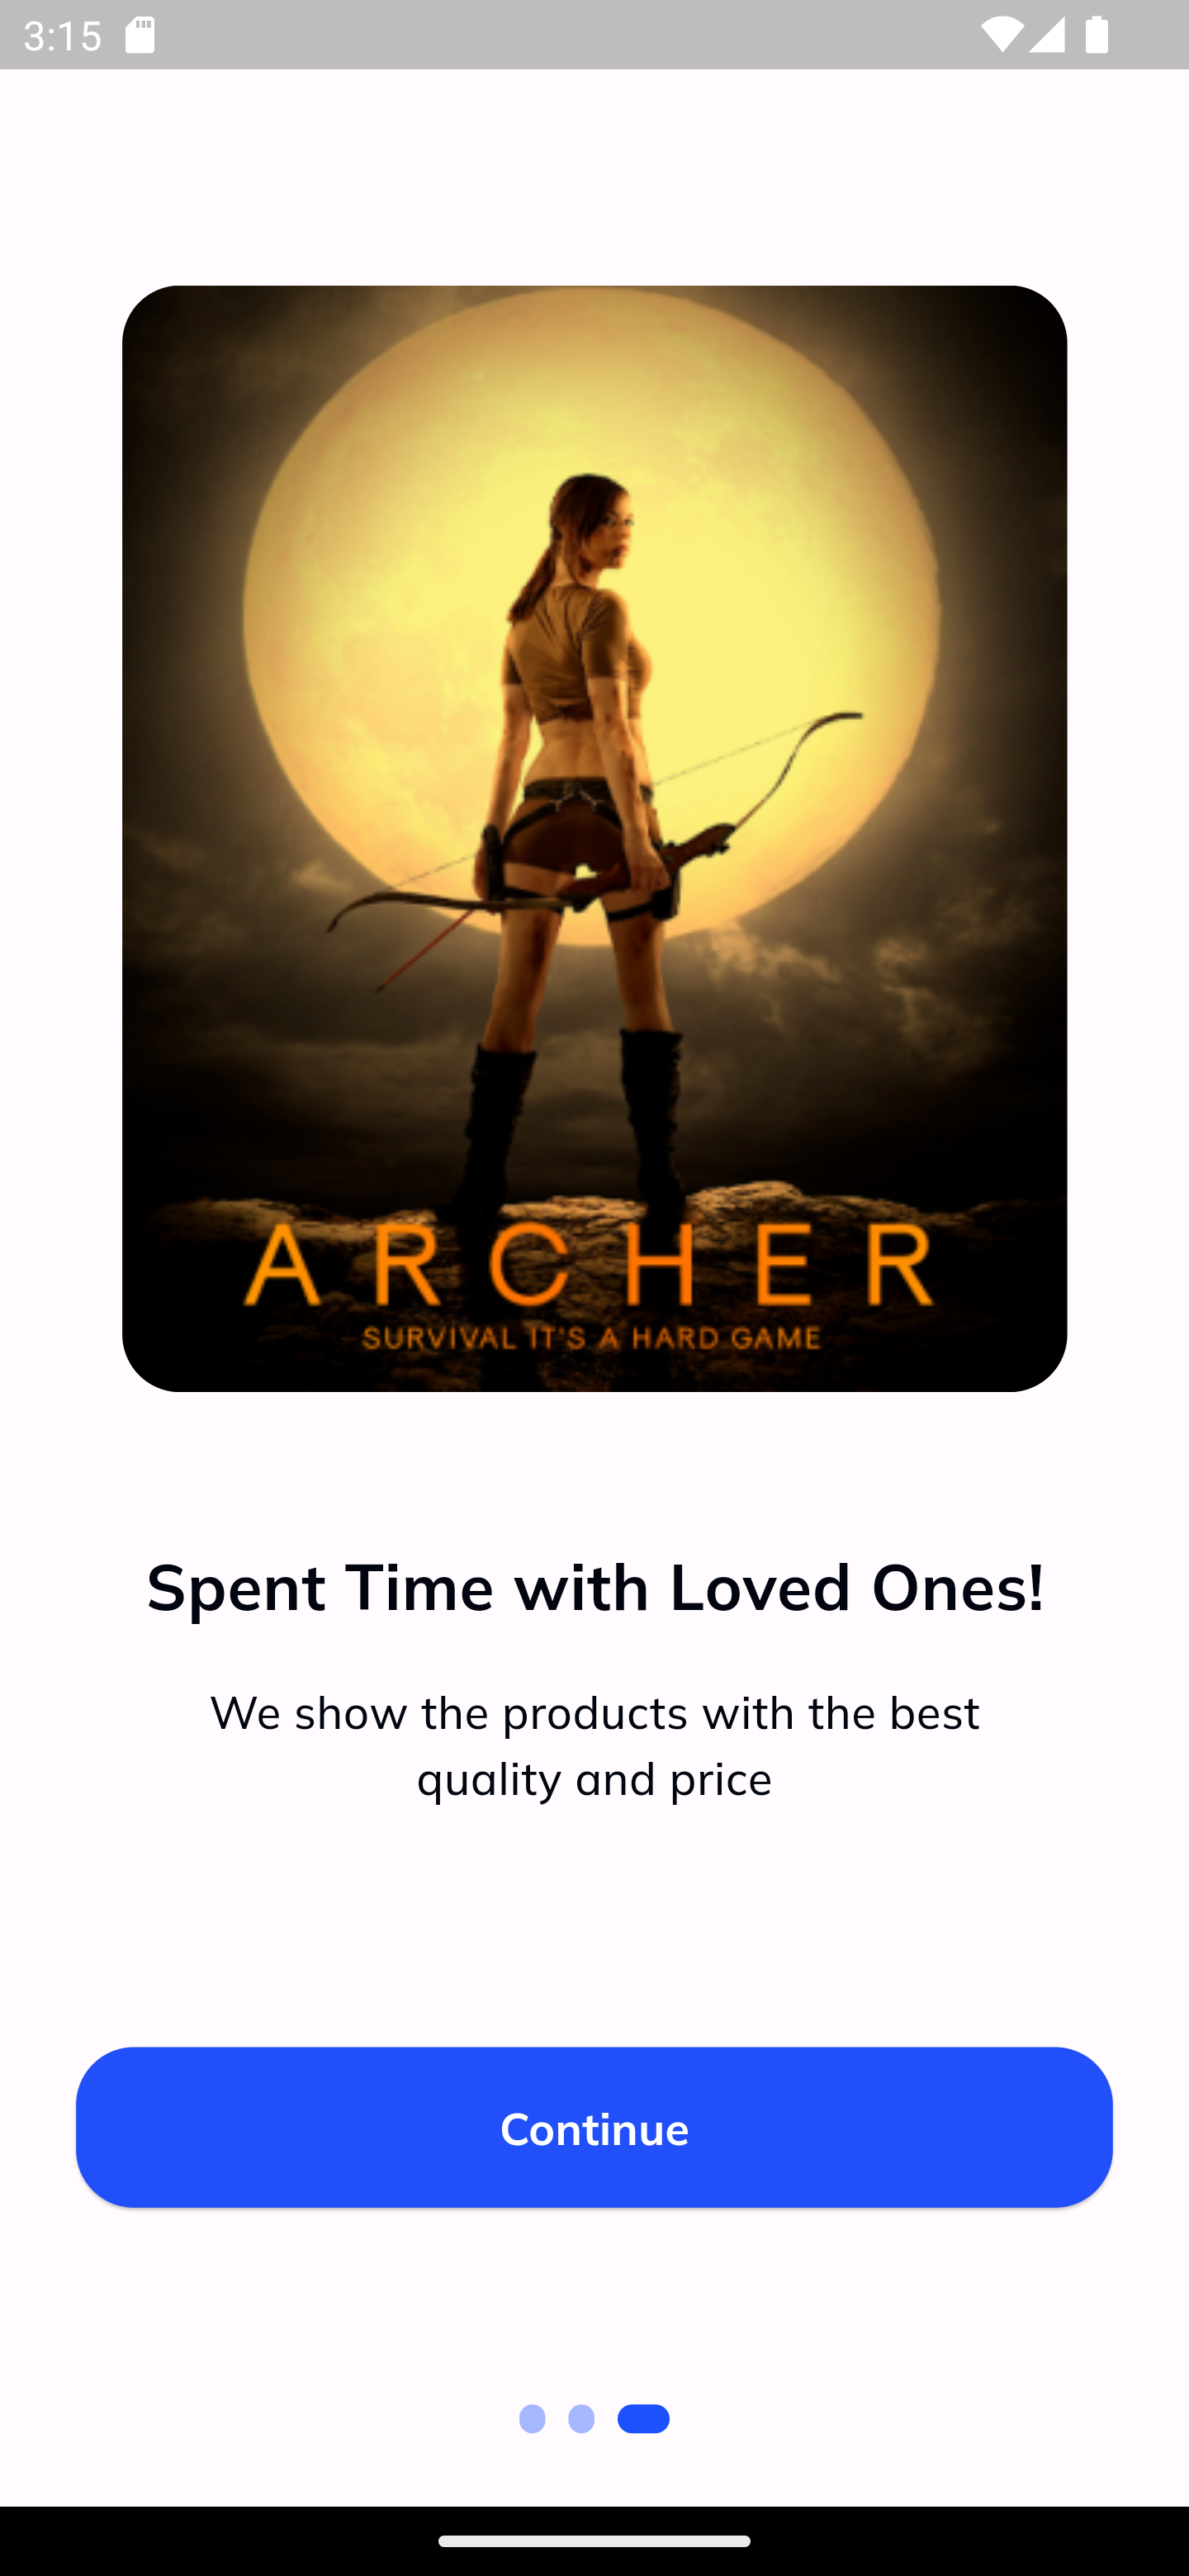 3:15
ARCHER
SURVIVAL IT'S A HARD GAME
Spent Time with Loved Ones!
We show the products with the best
quality and price
Continue